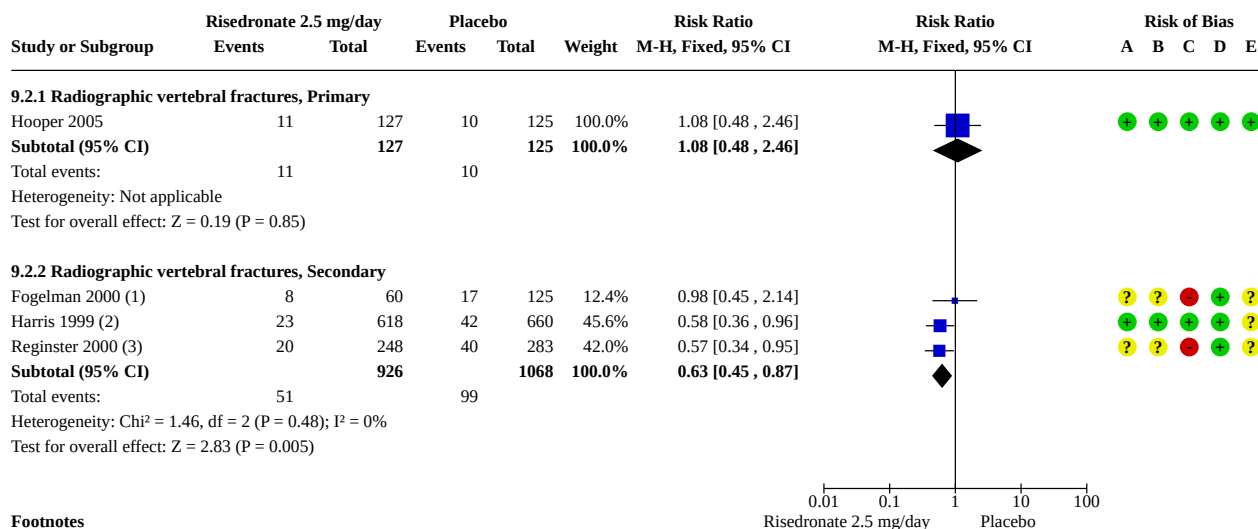 Risedronate 2.5 mg/day Placebo Risk Ratio Risk Ratio Risk of Bias
Study or Subgroup Events Total Events Total Weight M-H, Fixed, 95% CI M-H, Fixed, 95% CI A B C D E
9.2.1 Radiographic vertebral fractures, Primary
Hooper 2005 11 127 10 125 100.0% 1.08 [0.48 , 2.46] + + + + +
Subtotal (95% CI) 127 125 100.0% 1.08 [0.48 , 2.46]
Total events: 11 10
Heterogeneity: Not applicable
Test for overall effect: Z = 0.19 (P = 0.85)
9.2.2 Radiographic vertebral fractures, Secondary
Fogelman 2000 (1) 8 60 17 125 12.4% 0.98 [0.45 , 2.14] ? ? - + ?
Harris 1999 (2) 23 618 42 660 45.6% 0.58 [0.36 , 0.96] + + + + ?
Reginster 2000 (3) 20 248 40 283 42.0% 0.57 [0.34 , 0.95] ? ? - + ?
Subtotal (95% CI) 926 1068 100.0% 0.63 [0.45 , 0.87]
Total events: 51 99
Heterogeneity: Chi² = 1.46, df = 2 (P = 0.48); I² = 0%
Test for overall effect: Z = 2.83 (P = 0.005)
0.01 0.1 1 10 100
Risedronate 2.5 mg/day Placebo
Footnotes